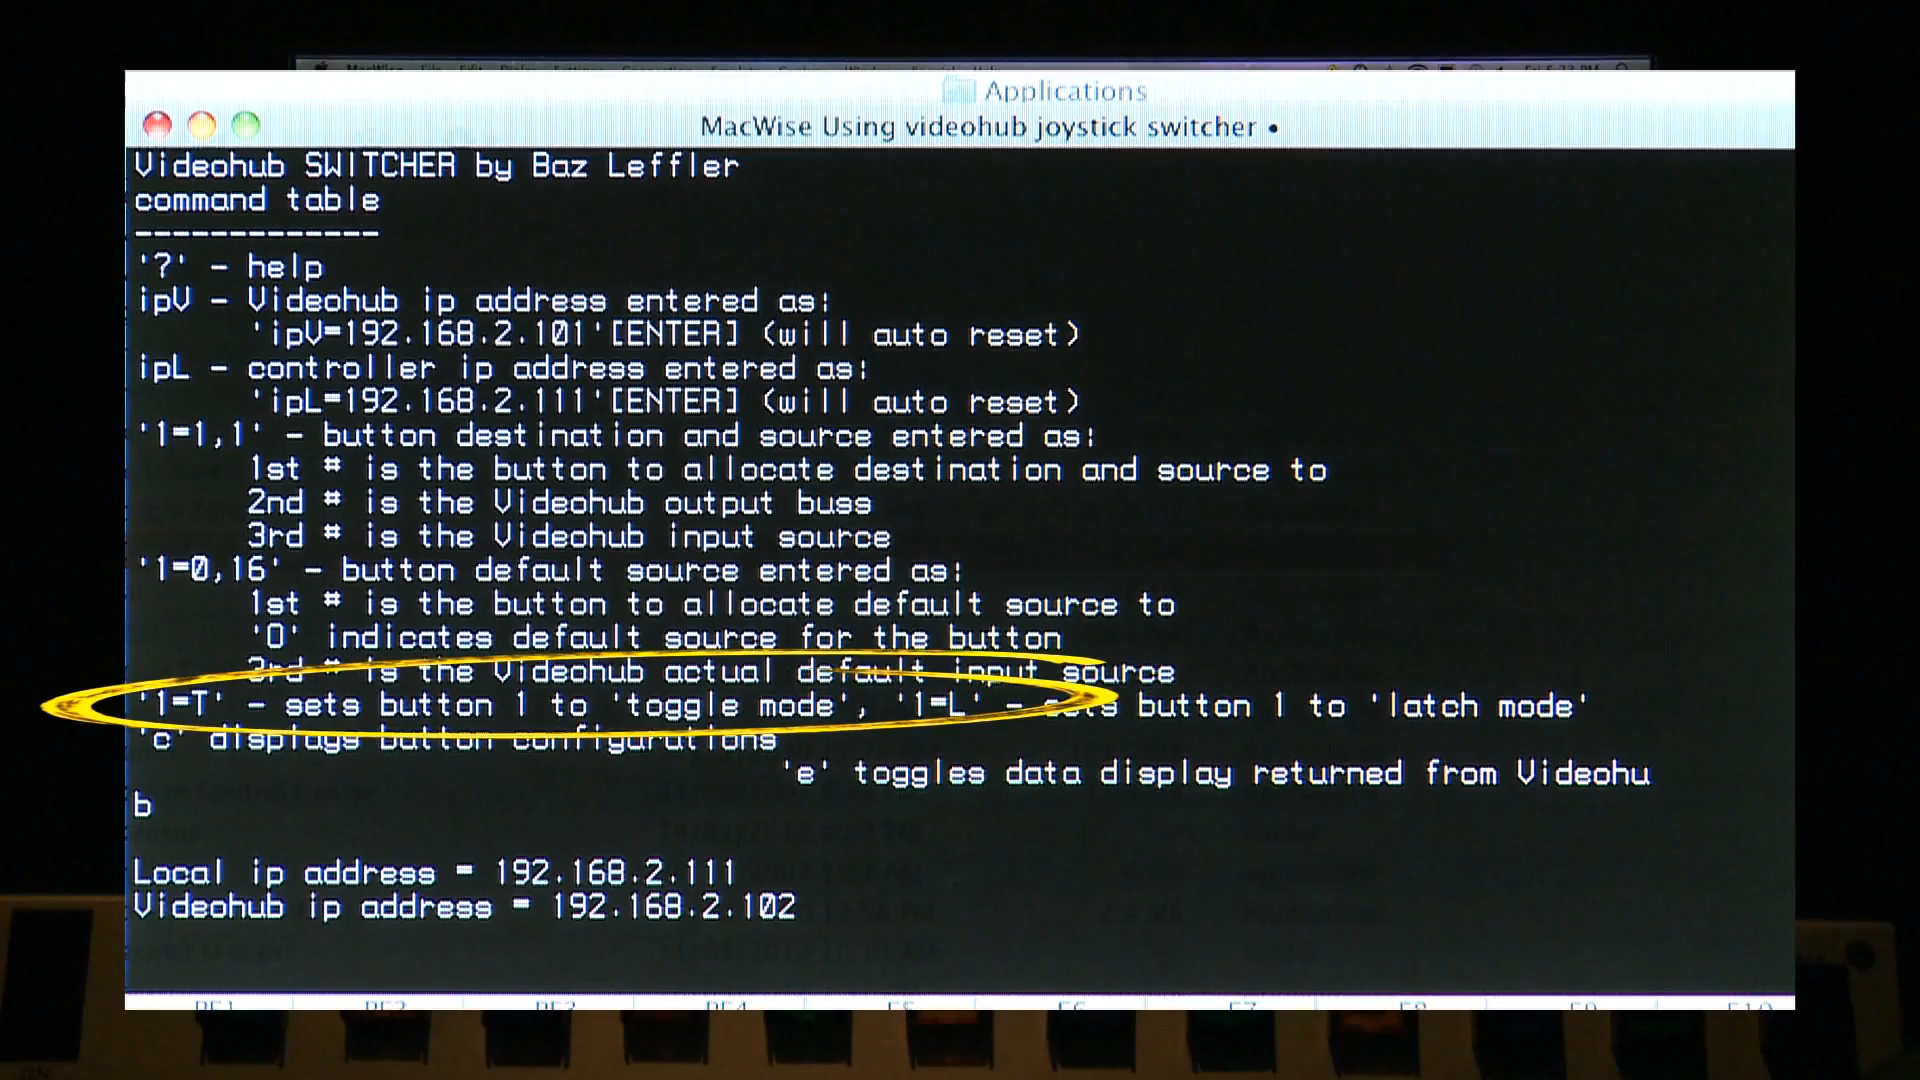 Applications
MacWise Using videohub joystick switcher •
Videohub SWITCHER by Baz Leffler
command table
-------------
'?' - help
ipV - Videohub ip address entered as:
'ipV=192.168.2.101'[ENTER] (will auto reset)
ipL - controller ip address entered as:
'ipL=192.168.2.111'[ENTER] (will auto reset)
'1=1,1' - button destination and source entered as:
1st # is the button to allocate destination and source to
2nd # is the Videohub output buss
3rd # is the Videohub input source
'1=0,16' - button default source entered as:
1st # is the button to allocate default source to
'O' indicates default source for the button
3rd # is the Videohub actual default input source
'1=T' - sets button 1 to 'toggle mode', '1=L' - sets button 1 to 'latch mode'
'c' displays button configurations
'e' toggles data display returned from Videohu
b
Local ip address = 192.168.2.111
Videohub ip address = 192.168.2.102